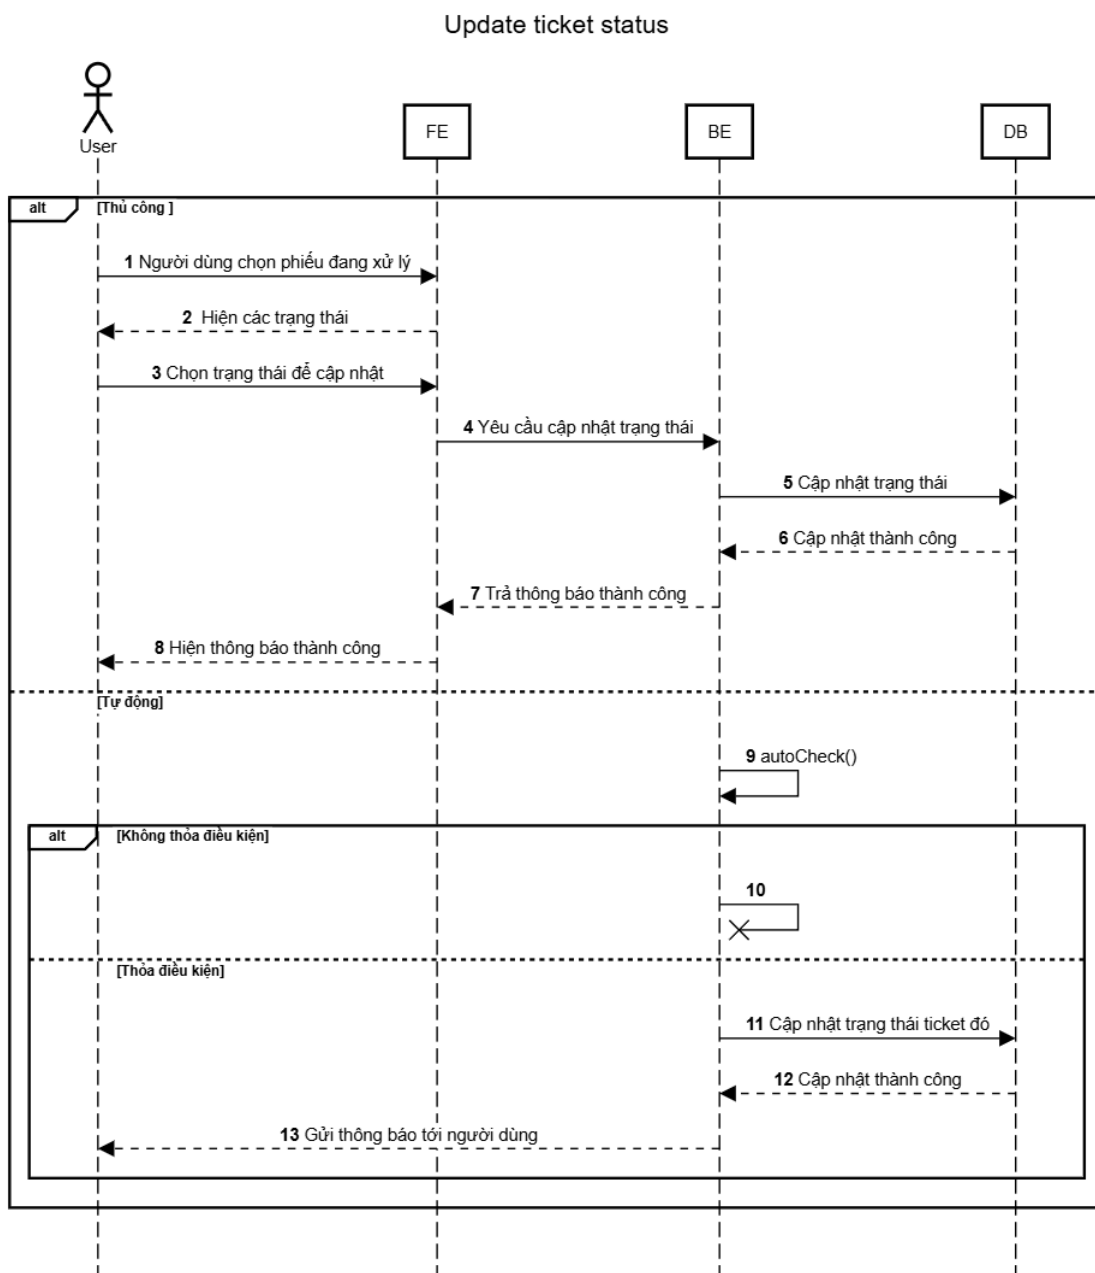 Update ticket status
User
FE
BE
DB
alt
[Thủ công ]
1 Người dùng chọn phiếu đang xử lý
2 Hiện các trạng thái
3 Chọn trạng thái để cập nhật
4 Yêu cầu cập nhật trạng thái
5 Cập nhật trạng thái
6 Cập nhật thành công
7 Trả thông báo thành công
8 Hiện thông báo thành công
[Tự động]
9 autoCheck()
alt
[Không thỏa điều kiện]
10
[Thỏa điều kiện]
11 Cập nhật trạng thái ticket đó
12 Cập nhật thành công
13 Gửi thông báo tới người dùng